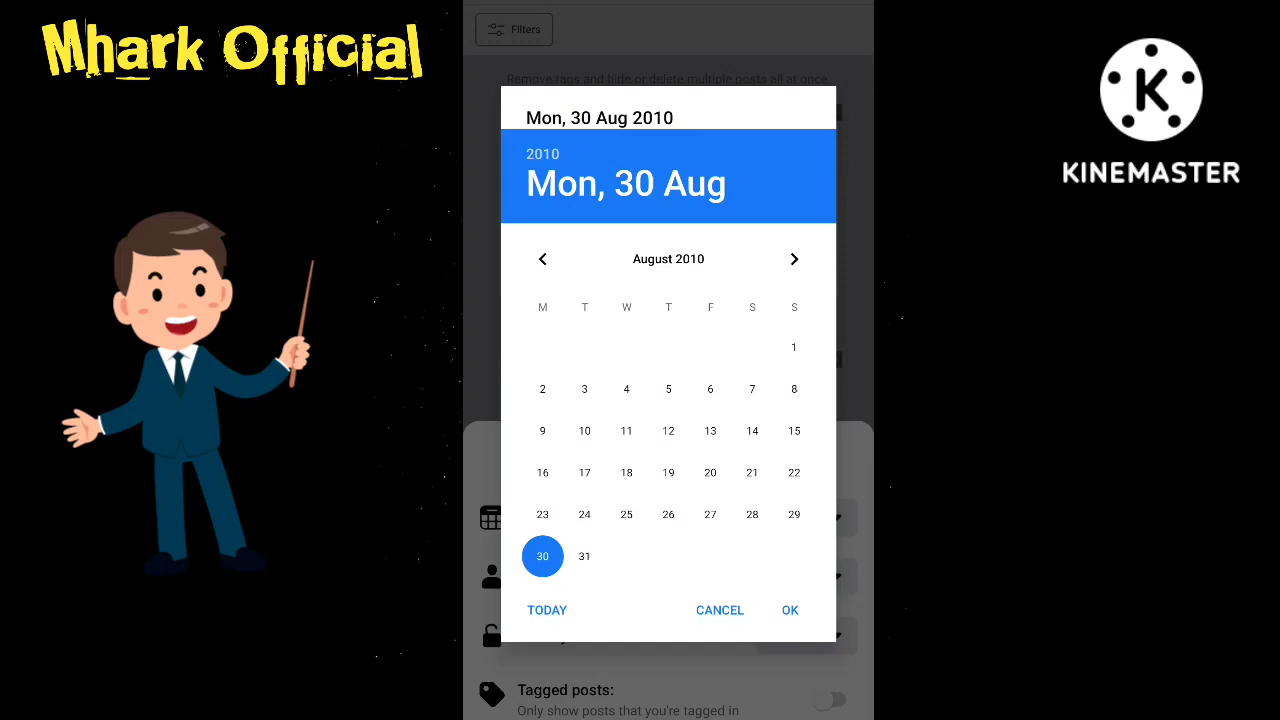 Mhark Official
Filters
Remove tags and hide or delete multiple posts all at once.
Mon, 30 Aug 2010
2010
Mon, 30 Aug
August 2010
M T W T F S S
1
2 3 4 5 6 7 8
9 10 11 12 13 14 15
16 17 18 19 20 21 22
23 24 25 26 27 28 29
30 31
TODAY CANCEL OK
Tagged posts:
Only show posts that you're tagged in
K
KINEMASTER